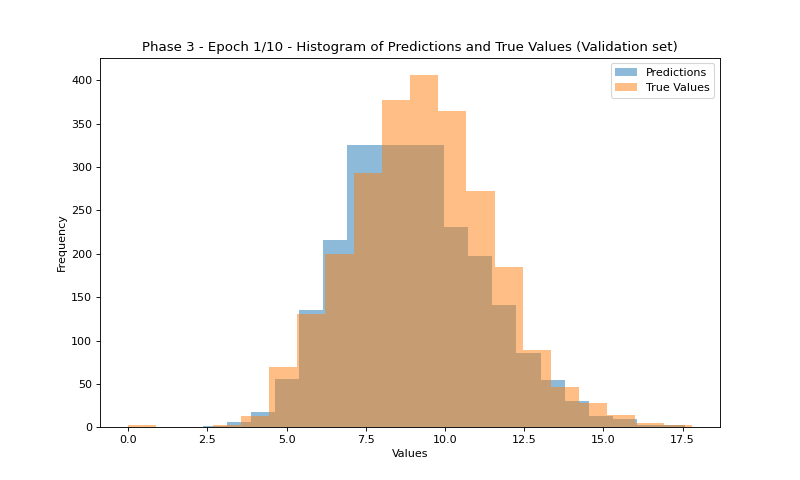 Phase 3 - Epoch 1/10 - Histogram of Predictions and True Values (Validation set)
Predictions
True Values
400
350
300
250
200
150
100
50
0
Frequency
0.0 2.5 5.0 7.5 10.0 12.5 15.0 17.5
Values